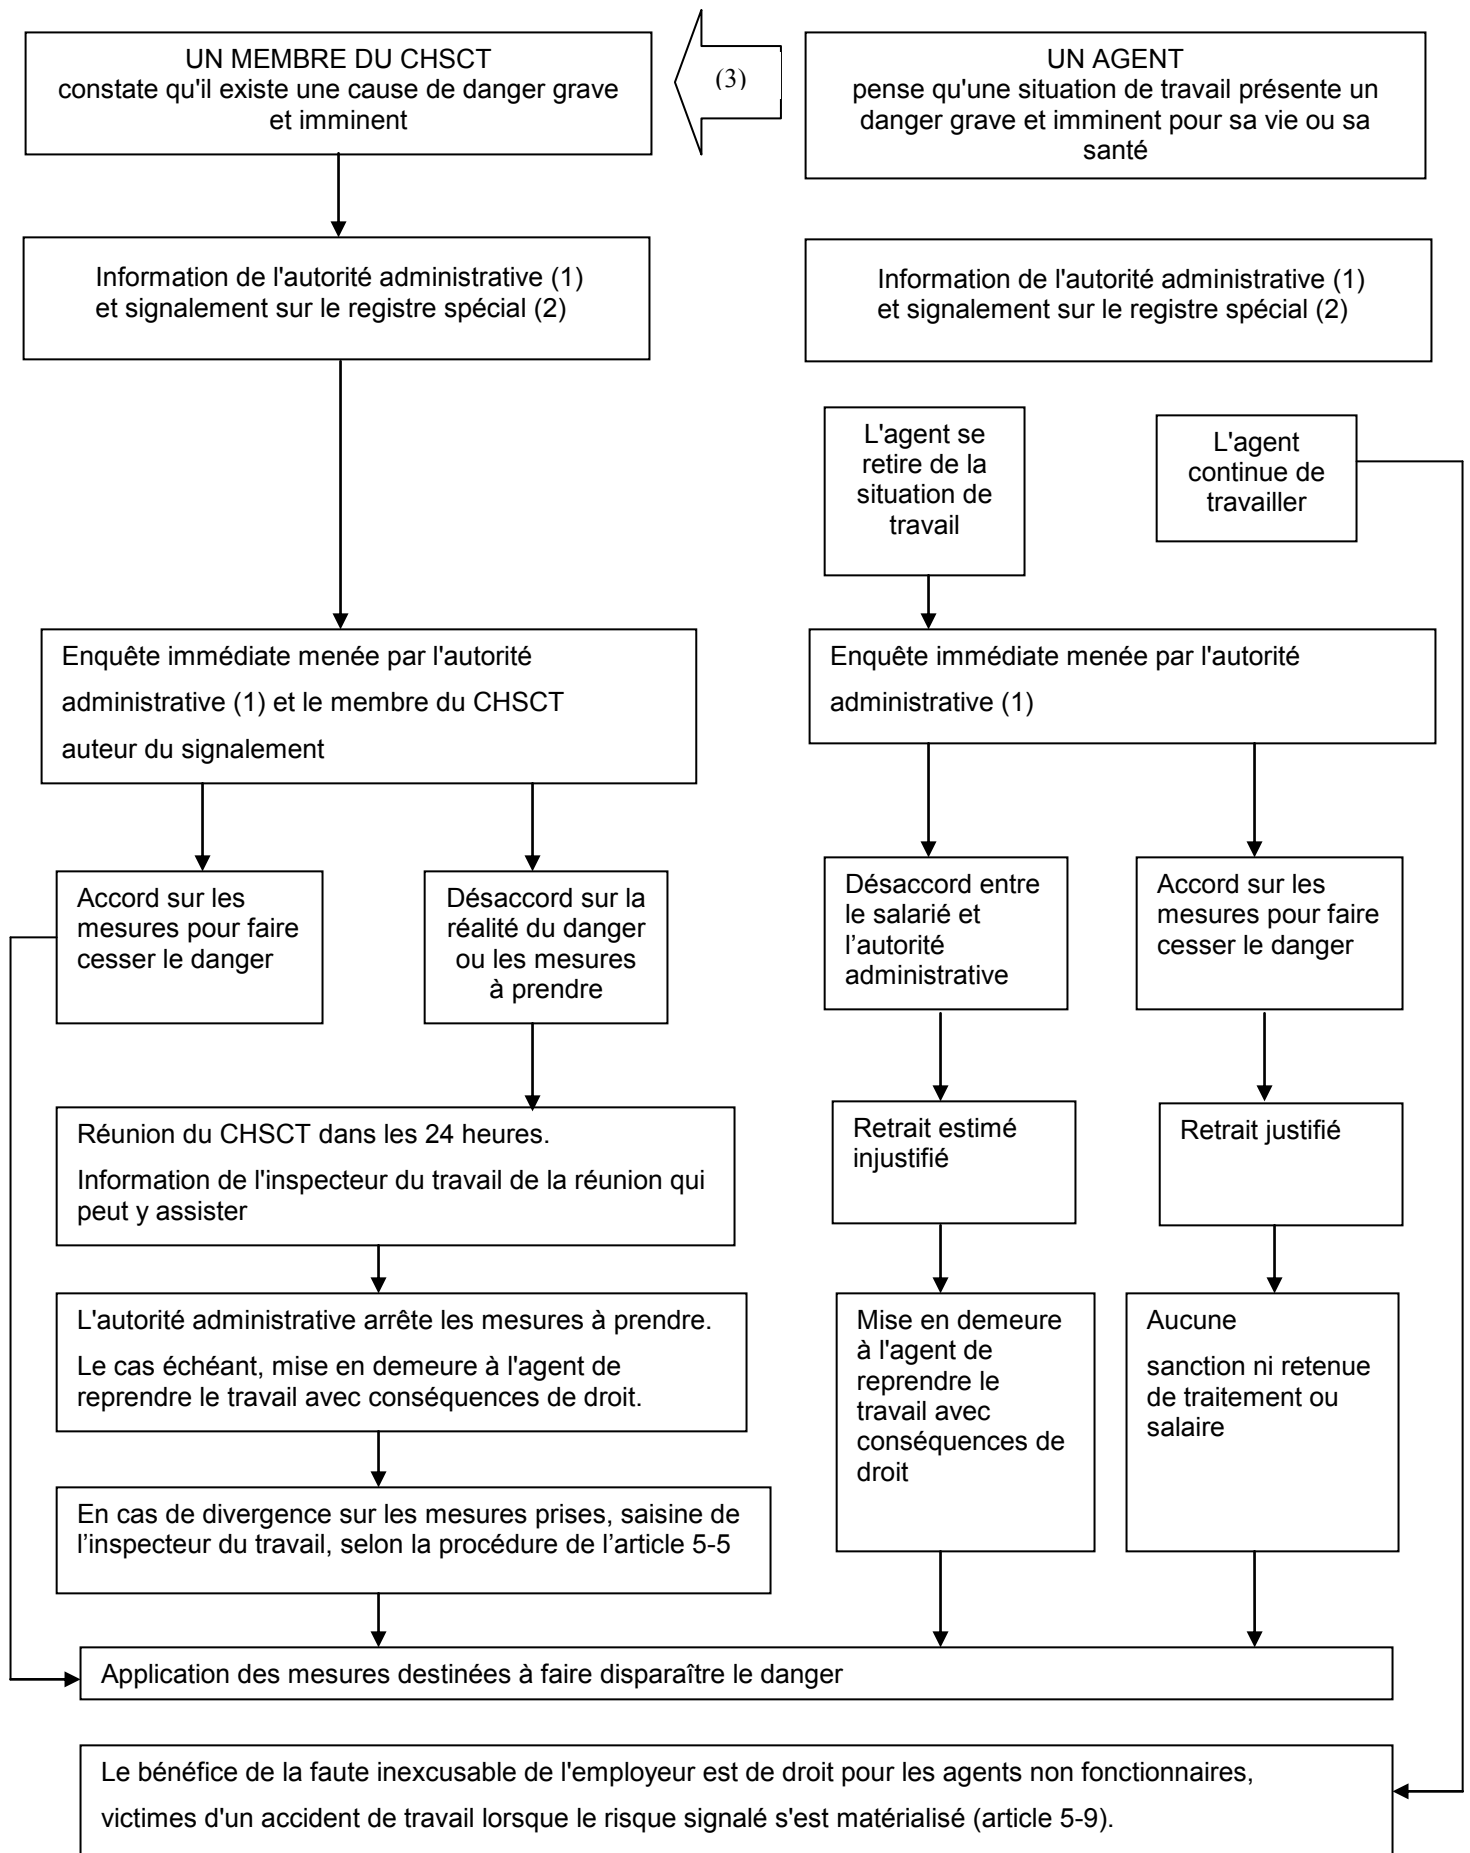 UN MEMBRE DU CHSCT
constate qu'il existe une cause de danger grave
et imminent
(3)
UN AGENT
pense qu'une situation de travail présente un
danger grave et imminent pour sa vie ou sa
santé
Information de l'autorité administrative (1)
et signalement sur le registre spécial (2)
Information de l'autorité administrative (1)
et signalement sur le registre spécial (2)
L'agent se
retire de la
situation de
travail
L'agent
continue de
travailler
Enquête immédiate menée par l'autorité
administrative (1) et le membre du CHSCT
auteur du signalement
Enquête immédiate menée par l'autorité
administrative (1)
Accord sur les
mesures pour faire
cesser le danger
Désaccord sur la
réalité du danger
ou les mesures
à prendre
Désaccord entre
le salarié et
l’autorité
administrative
Accord sur les
mesures pour faire
cesser le danger
Réunion du CHSCT dans les 24 heures.
Information de l'inspecteur du travail de la réunion qui
peut y assister
Retrait estimé
injustifié
Retrait justifié
L'autorité administrative arrête les mesures à prendre.
Le cas échéant, mise en demeure à l'agent de
reprendre le travail avec conséquences de droit.
Mise en demeure
à l'agent de
reprendre le
travail avec
conséquences de
droit
Aucune
sanction ni retenue
de traitement ou
salaire
En cas de divergence sur les mesures prises, saisine de
l’inspecteur du travail, selon la procédure de l’article 5-5
Application des mesures destinées à faire disparaître le danger
Le bénéfice de la faute inexcusable de l'employeur est de droit pour les agents non fonctionnaires,
victimes d'un accident de travail lorsque le risque signalé s'est matérialisé (article 5-9).